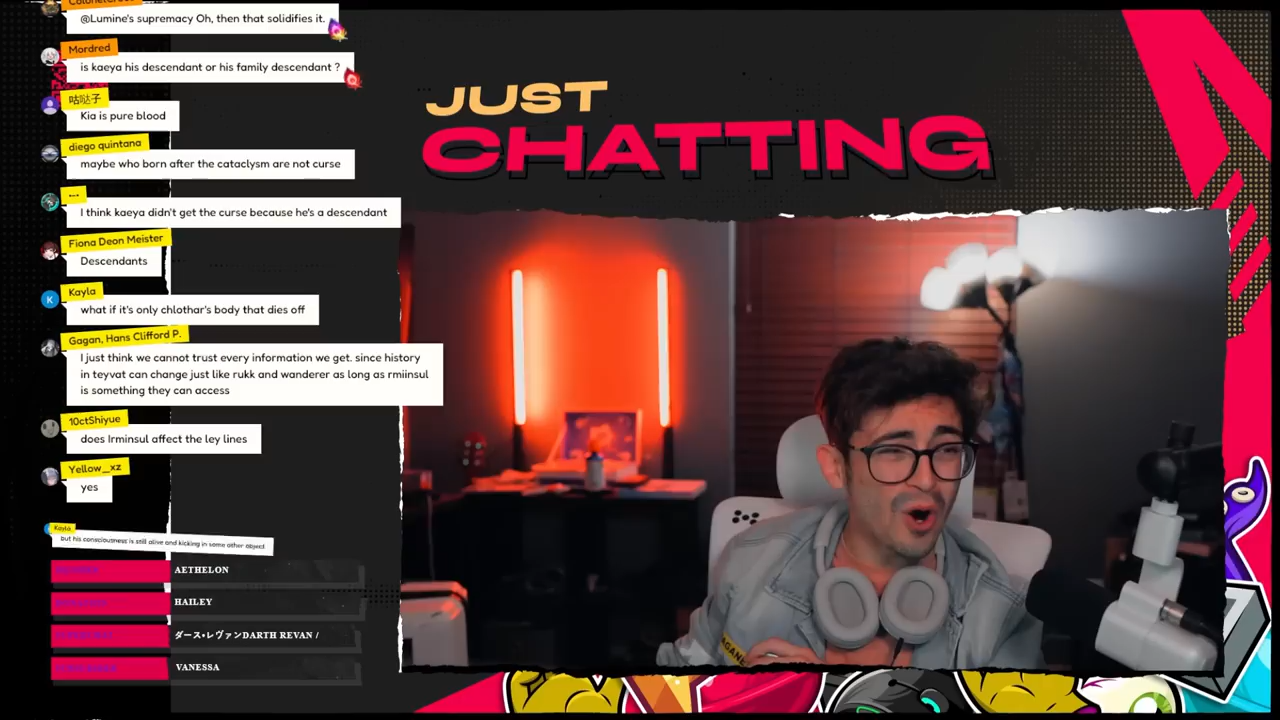 @Lumine's supremacy Oh, then that solidifies it.
Mordred
is kaeya his descendant or his family descendant ?
咕哒子
Kia is pure blood
diego quintana
maybe who born after the cataclysm are not curse
I think kaeya didn't get the curse because he's a descendant
Fiona Deon Meister
Descendants
K
Kayla
what if it's only chlothar's body that dies off
Gagan, Hans Clifford P.
I just think we cannot trust every information we get. since history
in teyvat can change just like rukk and wanderer as long as rmiinsul
is something they can access
10ctShiyue
does Irminsul affect the ley lines
Yellow_xz
yes
Kayla
but his consciousness is still alive and kicking in some other object
AETHELON
HAILEY
ダース・レヴァンDARTH REVAN /
VANESSA
JUST
CHATTING